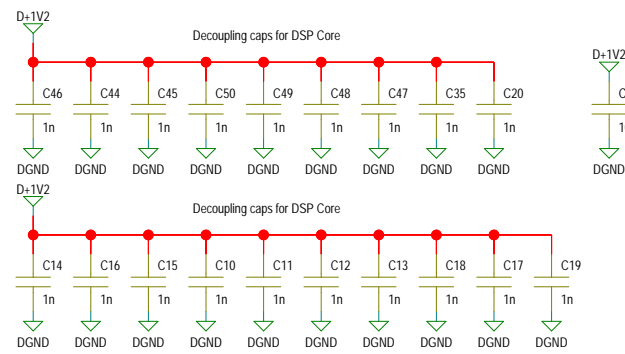 D+1V2
Decoupling caps for DSP Core
D+1V2
C46 C44 C45 C50 C49 C48 C47 C35 C20
1n 1n 1n 1n 1n 1n 1n 1n 1n
DGND DGND DGND DGND DGND DGND DGND DGND DGND DGND
D+1V2
Decoupling caps for DSP Core
C14 C16 C15 C10 C11 C12 C13 C18 C17 C19
1n 1n 1n 1n 1n 1n 1n 1n 1n 1n
DGND DGND DGND DGND DGND DGND DGND DGND DGND DGND